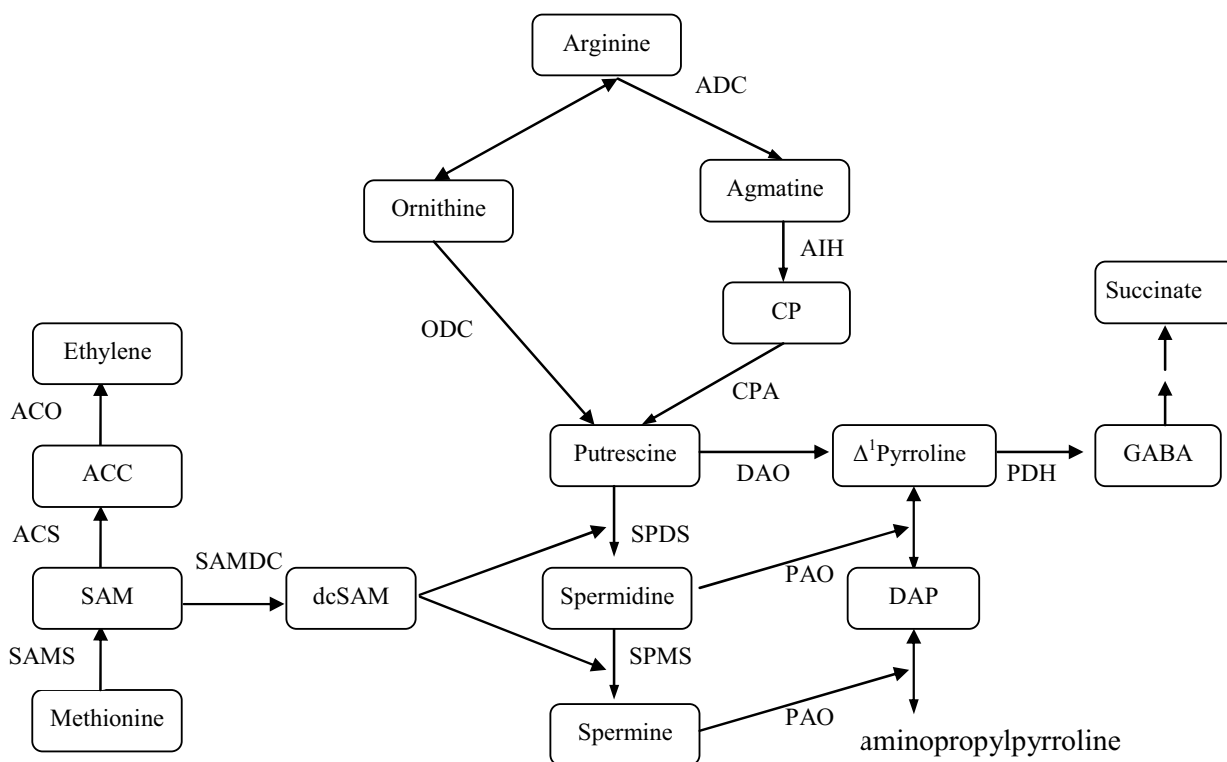 Arginine
ADC
Ornithine
Agmatine
AIH
Succinate
CP
ODC
Ethylene
ACO
CPA
ACC
Putrescine
DAO
Δ¹Pyrroline
PDH
GABA
ACS
SAMDC
SPDS
SAM
dcSAM
Spermidine
PAO
DAP
SAMS
SPMS
Methionine
Spermine
PAO
aminopropylpyrroline